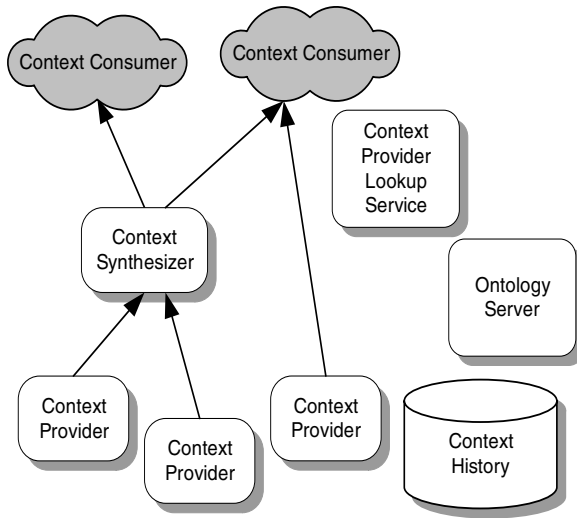 Context Consumer
Context Consumer
Context
Provider
Lookup
Service
Context
Synthesizer
Ontology
Server
Context
Provider
Context
Provider
Context
Provider
Context
History